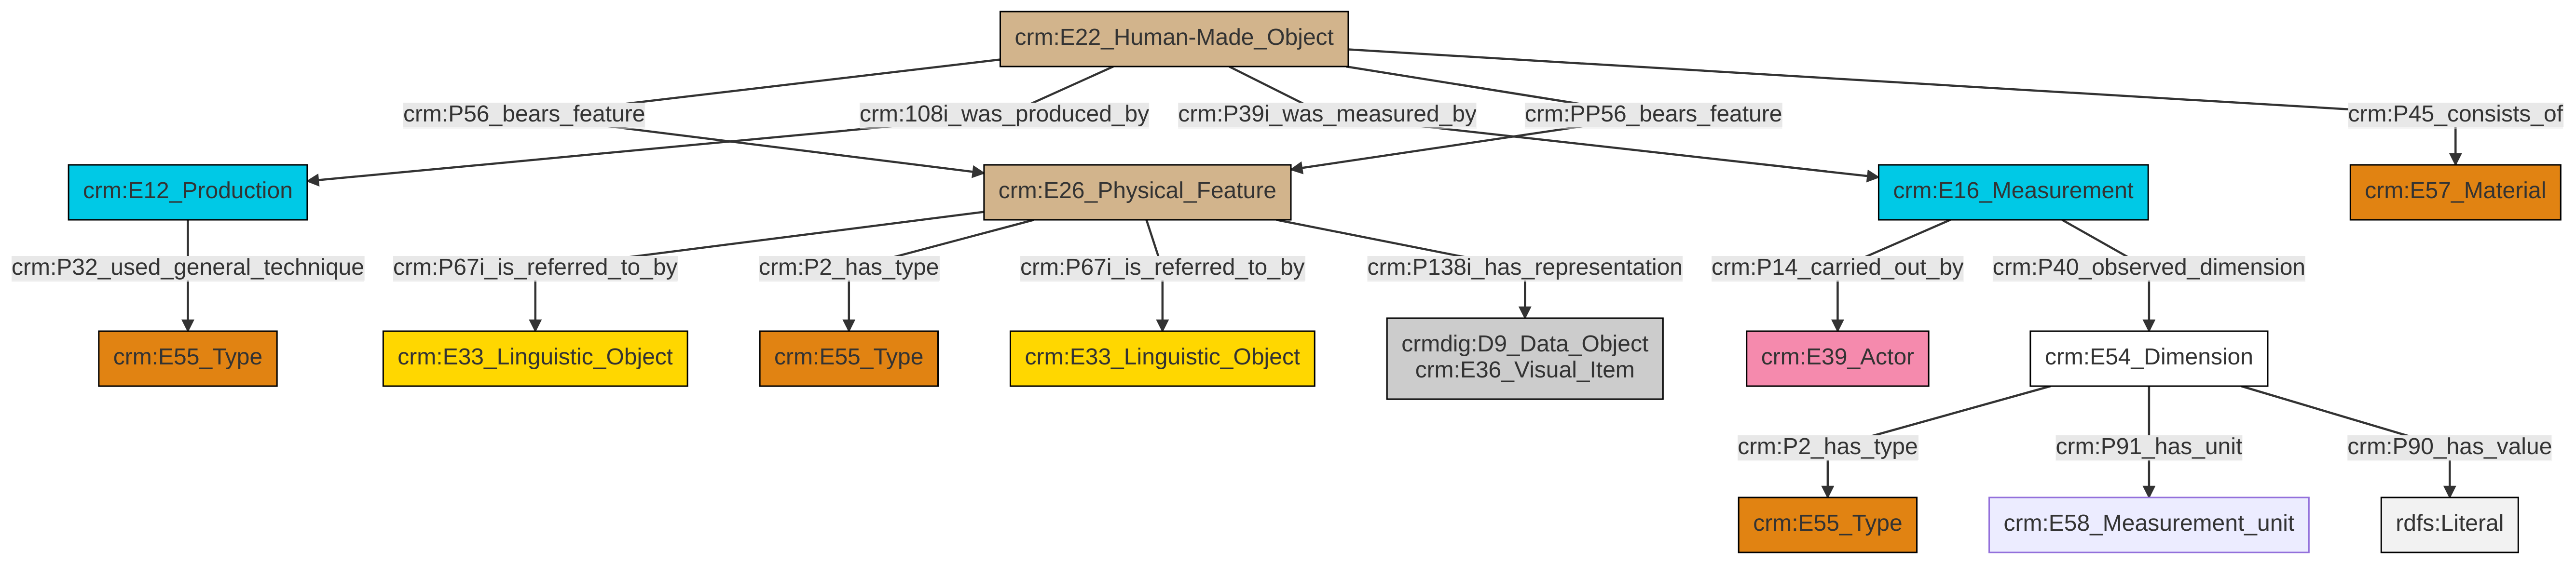 crm:E22_Human-Made_Object
crm:P56_bears_feature
crm:108i_was_produced_by
crm:P39i_was_measured_by
crm:PP56_bears_feature
crm:P45_consists_of
crm:E12_Production
crm:E26_Physical_Feature
crm:E16_Measurement
crm:E57_Material
crm:P32_used_general_technique
crm:P67i_is_referred_to_by
crm:P2_has_type
crm:P67i_is_referred_to_by
crm:P138i_has_representation
crm:P14_carried_out_by
crm:P40_observed_dimension
crm:E55_Type
crm:E33_Linguistic_Object
crm:E55_Type
crm:E33_Linguistic_Object
crmdig:D9_Data_Object
crm:E36_Visual_Item
crm:E39_Actor
crm:E54_Dimension
crm:P2_has_type
crm:P91_has_unit
crm:P90_has_value
crm:E55_Type
crm:E58_Measurement_unit
rdfs:Literal